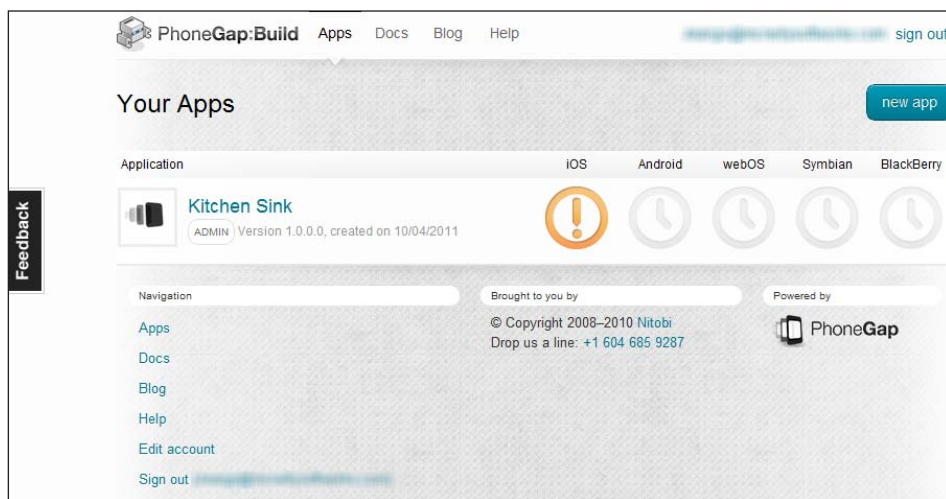 PhoneGap:Build Apps Docs Blog Help sign out
Your Apps
new app
Application iOS Android webOS Symbian BlackBerry
Kitchen Sink
ADMIN Version 1.0.0.0, created on 10/04/2011
Feedback
Navigation
Apps
Docs
Blog
Help
Edit account
Sign out
Brought to you by
© Copyright 2008–2010 Nitobi
Drop us a line: +1 604 685 9287
Powered by
PhoneGap